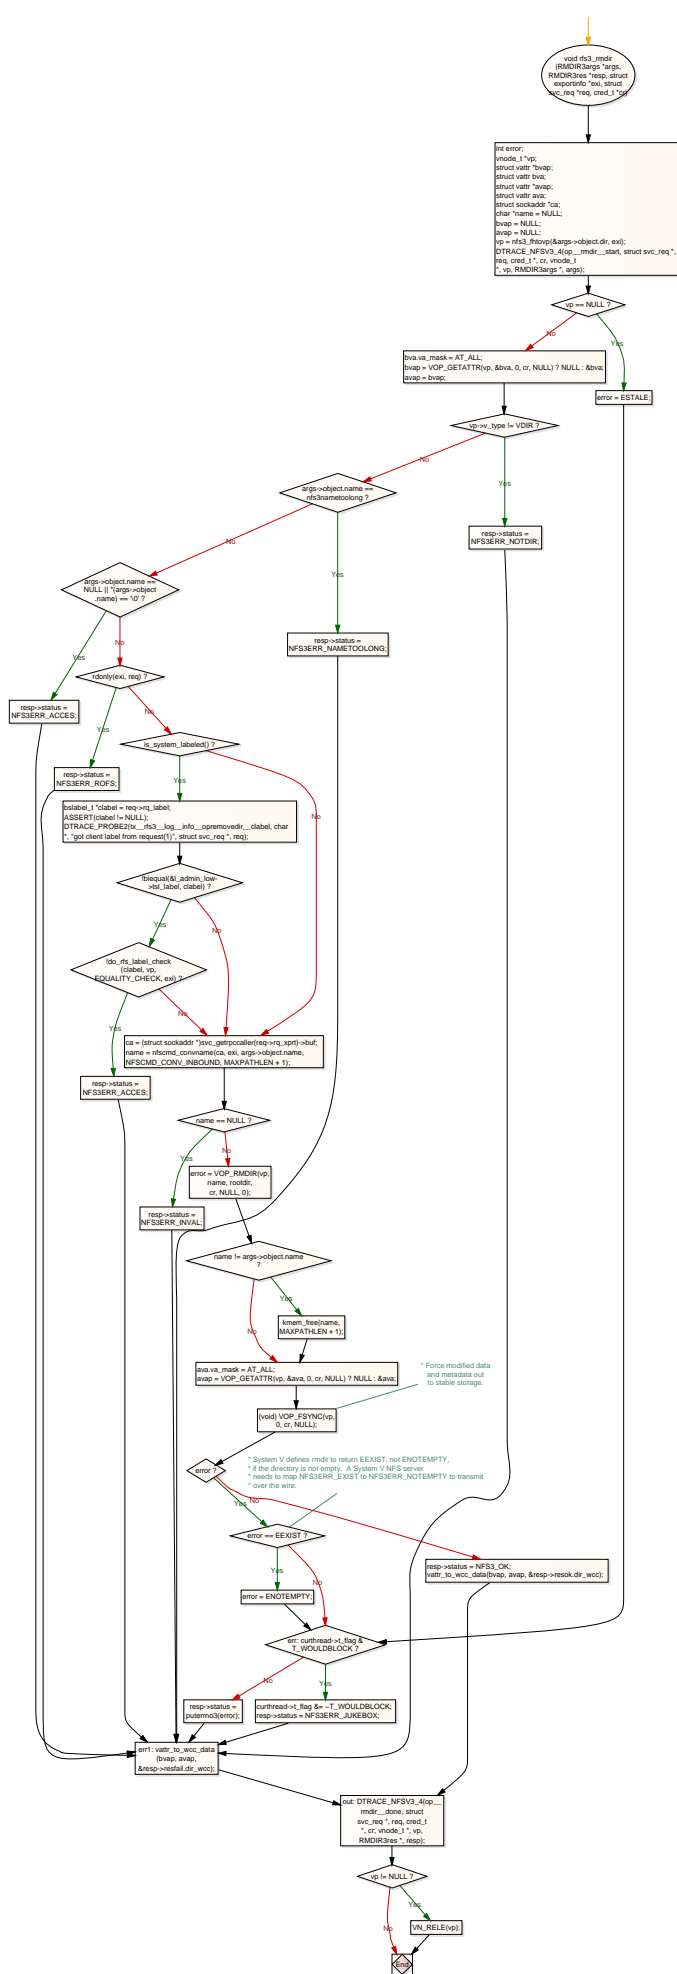 void rfs3_rmdir
(RMDIR3args *args,
RMDIR3res *resp, struct
exportinfo *exi, struct
svc_req *req, cred_t *cr)
int error;
vnode_t *vp;
struct vattr *bvap;
struct vattr bva;
struct vattr *avap;
struct vattr ava;
struct sockaddr *ca;
char *name = NULL;
bvap = NULL;
avap = NULL;
vp = nfs3_fhtovp(&args->object.dir, exi);
DTRACE_NFSV3_4(op__rmdir__start, struct svc_req *,
req, cred_t *, cr, vnode_t
*, vp, RMDIR3args *, args);
vp == NULL ?
No
Yes
bva.va_mask = AT_ALL;
bvap = VOP_GETATTR(vp, &bva, 0, cr, NULL) ? NULL : &bva;
avap = bvap;
error = ESTALE;
vp->v_type != VDIR ?
No
Yes
args->object.name ==
nfs3nametoolong ?
resp->status =
NFS3ERR_NOTDIR;
No
Yes
args->object.name ==
NULL || *(args->object
.name) == '\0' ?
resp->status =
NFS3ERR_NAMETOOLONG;
Yes
No
rdonly(exi, req) ?
resp->status =
NFS3ERR_ACCES;
Yes
No
is_system_labeled() ?
resp->status =
NFS3ERR_ROFS;
Yes
No
bslabel_t *clabel = req->rq_label;
ASSERT(clabel != NULL);
DTRACE_PROBE2(tx__rfs3__log__info__opremovedir__clabel, char
*, "got client label from request(1)", struct svc_req *, req);
!blequal(&l_admin_low-
>tsl_label, clabel) ?
Yes
No
!do_rfs_label_check
(clabel, vp,
EQUALITY_CHECK, exi) ?
Yes
No
ca = (struct sockaddr *)svc_getrpccaller(req->rq_xprt)->buf;
name = nfscmd_convname(ca, exi, args->object.name,
NFSCMD_CONV_INBOUND, MAXPATHLEN + 1);
resp->status =
NFS3ERR_ACCES;
name == NULL ?
Yes
No
error = VOP_RMDIR(vp,
name, rootdir,
cr, NULL, 0);
resp->status =
NFS3ERR_INVAL;
name != args->object.name
?
Yes
No
kmem_free(name,
MAXPATHLEN + 1);
ava.va_mask = AT_ALL;
avap = VOP_GETATTR(vp, &ava, 0, cr, NULL) ? NULL : &ava;
* Force modified data
and metadata out
to stable storage.
(void) VOP_FSYNC(vp,
0, cr, NULL);
error ?
* System V defines rmdir to return EEXIST, not ENOTEMPTY,
* if the directory is not empty.  A System V NFS server
* needs to map NFS3ERR_EXIST to NFS3ERR_NOTEMPTY to transmit
* over the wire.
Yes
No
error == EEXIST ?
resp->status = NFS3_OK;
vattr_to_wcc_data(bvap, avap, &resp->resok.dir_wcc);
Yes
No
error = ENOTEMPTY;
err: curthread->t_flag &
T_WOULDBLOCK ?
No
Yes
resp->status =
puterrno3(error);
curthread->t_flag &= ~T_WOULDBLOCK;
resp->status = NFS3ERR_JUKEBOX;
err1: vattr_to_wcc_data
(bvap, avap,
&resp->resfail.dir_wcc);
out: DTRACE_NFSV3_4(op__
rmdir__done, struct
svc_req *, req, cred_t
*, cr, vnode_t *, vp,
RMDIR3res *, resp);
vp != NULL ?
Yes
No
VN_RELE(vp);
End